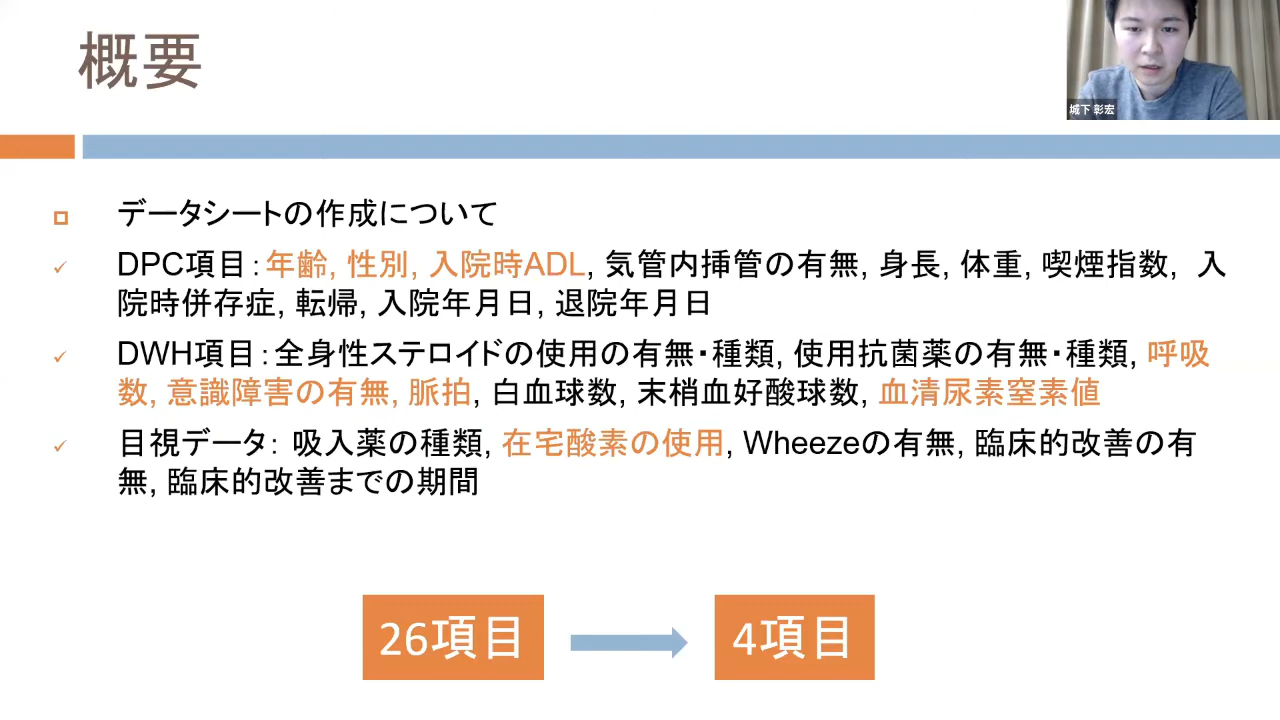 概要
城下 彰宏
データシートの作成について
DPC項目：年齢, 性別, 入院時ADL, 気管内挿管の有無, 身長, 体重, 喫煙指数, 入
院時併存症, 転帰, 入院年月日, 退院年月日
DWH項目：全身性ステロイドの使用の有無・種類, 使用抗菌薬の有無・種類, 呼吸
数, 意識障害の有無, 脈拍, 白血球数, 末梢血好酸球数, 血清尿素窒素値
目視データ： 吸入薬の種類, 在宅酸素の使用, Wheezeの有無, 臨床的改善の有
無, 臨床的改善までの期間
26項目
4項目